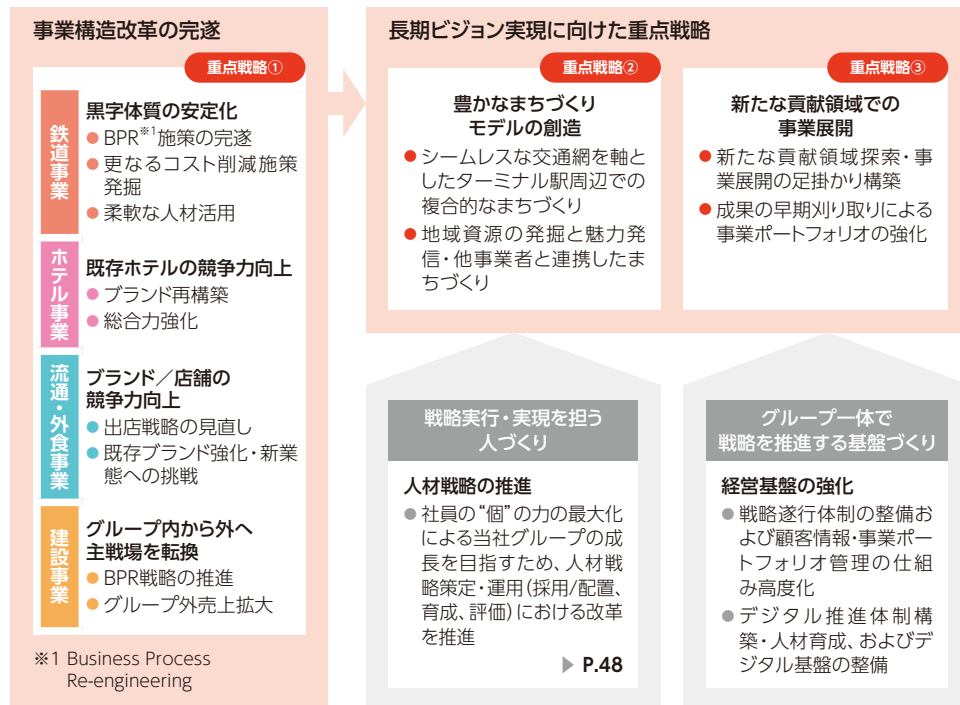 事業構造改革の完遂
重点戦略①
鉄道事業
黒字体質の安定化
●BPR※1施策の完遂
●更なるコスト削減施策
発掘
●柔軟な人材活用
ホテル事業
既存ホテルの競争力向上
●ブランド再構築
●総合力強化
流通・外食事業
ブランド／店舗の
競争力向上
●出店戦略の見直し
●既存ブランド強化・新業
態への挑戦
建設事業
グループ内から外へ
主戦場を転換
●BPR戦略の推進
●グループ外売上拡大
※1 Business Process
Re-engineering
長期ビジョン実現に向けた重点戦略
重点戦略②
豊かなまちづくり
モデルの創造
●シームレスな交通網を軸と
したターミナル駅周辺での
複合的なまちづくり
●地域資源の発掘と魅力発
信・他事業者と連携したま
ちづくり
重点戦略③
新たな貢献領域での
事業展開
●新たな貢献領域探索・事
業展開の足掛かり構築
●成果の早期刈り取りによる
事業ポートフォリオの強化
戦略実行・実現を担う
人づくり
人材戦略の推進
●社員の“個”の力の最大化
による当社グループの成
長を目指すため、人材戦
略策定・運用（採用/配置、
育成、評価）における改革
を推進
▶ P.48
グループ一体で
戦略を推進する基盤づくり
経営基盤の強化
●戦略遂行体制の整備お
よび顧客情報・事業ポー
トフォリオ管理の仕組
み高度化
●デジタル推進体制構
築・人材育成、およびデ
ジタル基盤の整備